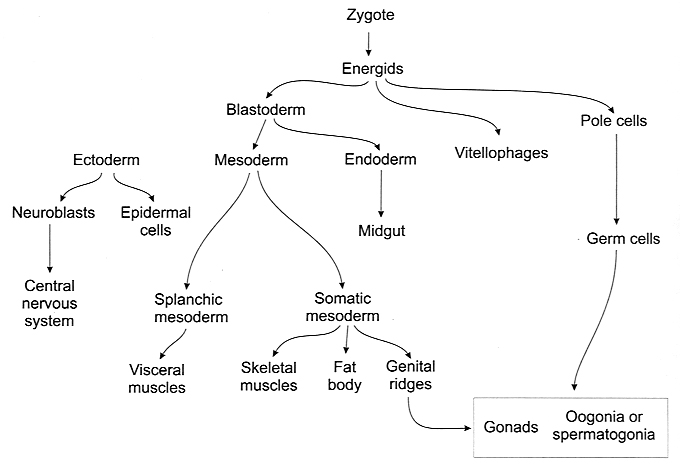 Zygote
Energids
Blastoderm
Pole cells
Ectoderm
Mesoderm
Endoderm
Vitellophages
Neuroblasts
Epidermal
cells
Midgut
Germ cells
Central
nervous
system
Splanchic
mesoderm
Somatic
mesoderm
Visceral
muscles
Skeletal
muscles
Fat
body
Genital
ridges
Gonads
Oogonia or
spermatogonia